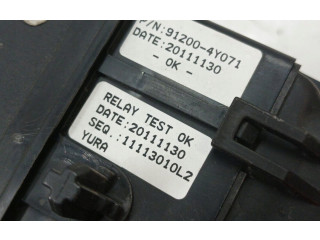 P/N:91200-4Y071
DATE:20111130
- OK -
RELAY TEST OK
DATE:20111130
SEQ.:11113010L2
YURA